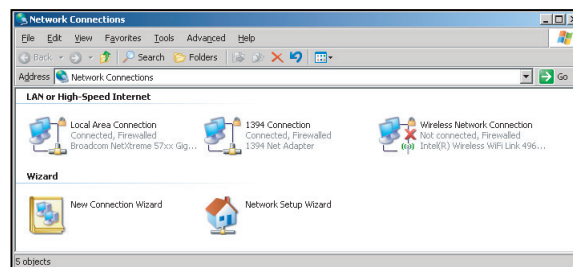 Network Connections
File Edit View Favorites Tools Advanced Help
Back Search Folders
Address Network Connections Go
LAN or High-Speed Internet
Local Area Connection
Connected, Firewalled
Broadcom NetXtreme 57xx Gig...
1394 Connection
Connected, Firewalled
1394 Net Adapter
Wireless Network Connection
Not connected, Firewalled
Intel(R) Wireless WiFi Link 496...
Wizard
New Connection Wizard
Network Setup Wizard
5 objects